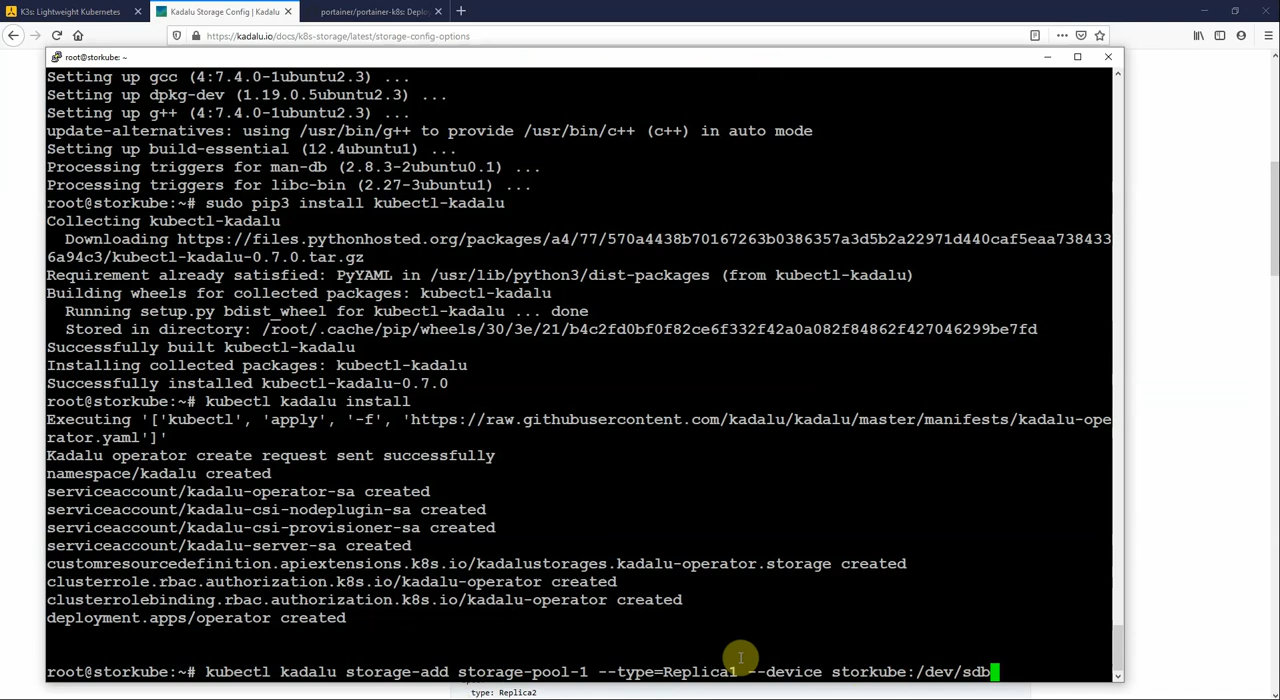 K3s: Lightweight Kubernetes
Kadalu Storage Config | Kadalu
portainer/portainer-k8s: Deplo
https://kadalu.io/docs/k8s-storage/latest/storage-config-options
root@storkube: ~
Setting up gcc (4:7.4.0-1ubuntu2.3) ...
Setting up dpkg-dev (1.19.0.5ubuntu2.3) ...
Setting up g++ (4:7.4.0-1ubuntu2.3) ...
update-alternatives: using /usr/bin/g++ to provide /usr/bin/c++ (c++) in auto mode
Setting up build-essential (12.4ubuntu1) ...
Processing triggers for man-db (2.8.3-2ubuntu0.1) ...
Processing triggers for libc-bin (2.27-3ubuntu1) ...
root@storkube:~# sudo pip3 install kubectl-kadalu
Collecting kubectl-kadalu
Downloading https://files.pythonhosted.org/packages/a4/77/570a4438b70167263b0386357a3d5b2a22971d440caf5eaa738433
6a94c3/kubectl-kadalu-0.7.0.tar.gz
Requirement already satisfied: PyYAML in /usr/lib/python3/dist-packages (from kubectl-kadalu)
Building wheels for collected packages: kubectl-kadalu
Running setup.py bdist_wheel for kubectl-kadalu ... done
Stored in directory: /root/.cache/pip/wheels/30/3e/21/b4c2fd0bf0f82ce6f332f42a0a082f84862f427046299be7fd
Successfully built kubectl-kadalu
Installing collected packages: kubectl-kadalu
Successfully installed kubectl-kadalu-0.7.0
root@storkube:~# kubectl kadalu install
Executing '['kubectl', 'apply', '-f', 'https://raw.githubusercontent.com/kadalu/kadalu/master/manifests/kadalu-ope
rator.yaml']'
Kadalu operator create request sent successfully
namespace/kadalu created
serviceaccount/kadalu-operator-sa created
serviceaccount/kadalu-csi-nodeplugin-sa created
serviceaccount/kadalu-csi-provisioner-sa created
serviceaccount/kadalu-server-sa created
customresourcedefinition.apiextensions.k8s.io/kadalustorages.kadalu-operator.storage created
clusterrole.rbac.authorization.k8s.io/kadalu-operator created
clusterrolebinding.rbac.authorization.k8s.io/kadalu-operator created
deployment.apps/operator created
root@storkube:~# kubectl kadalu storage-add storage-pool-1 --type=Replica1 --device storkube:/dev/sdb
type: Replica2